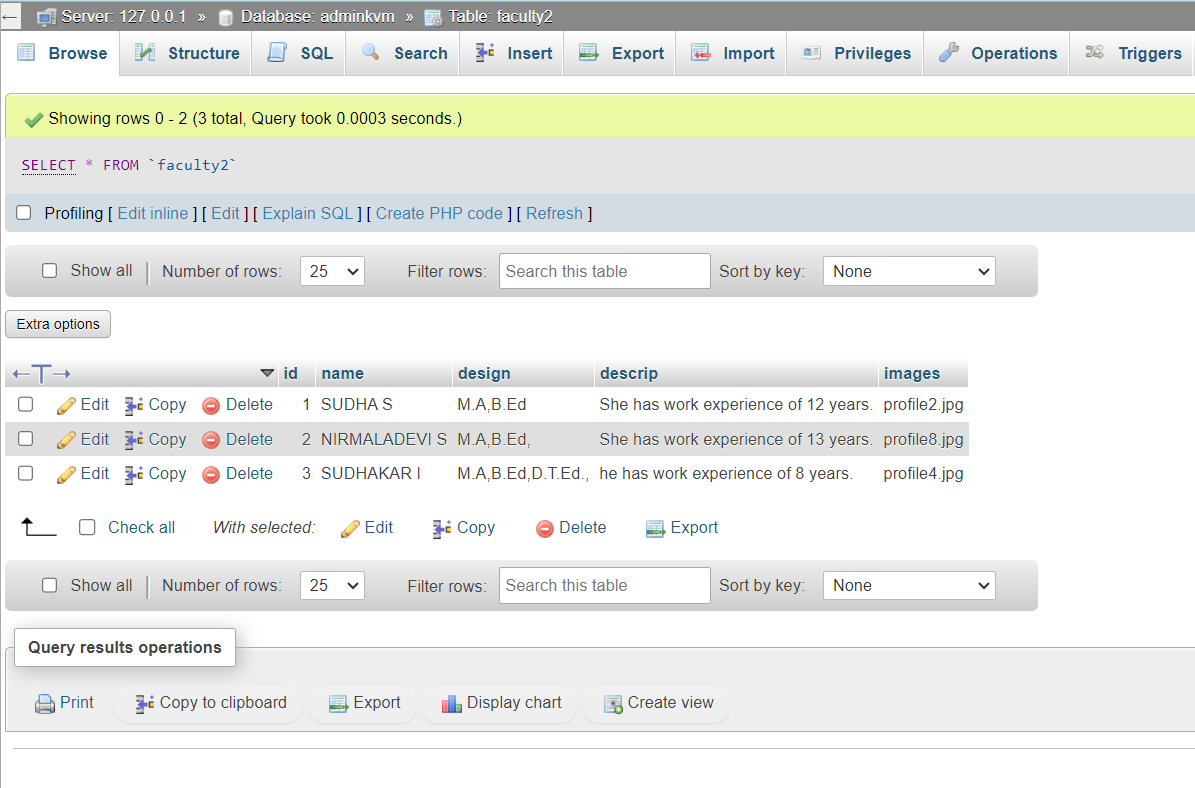 Server: 127.0.0.1 » Database: adminkvm » Table: faculty2
Browse Structure SQL Search Insert Export Import Privileges Operations Triggers
Showing rows 0 - 2 (3 total, Query took 0.0003 seconds.)
SELECT * FROM `faculty2`
Profiling [ Edit inline ] [ Edit ] [ Explain SQL ] [ Create PHP code ] [ Refresh ]
Show all Number of rows: 25 Filter rows: Search this table Sort by key: None
Extra options
id name design descrip images
Edit Copy Delete 1 SUDHA S M.A,B.Ed She has work experience of 12 years. profile2.jpg
Edit Copy Delete 2 NIRMALADEVI S M.A,B.Ed, She has work experience of 13 years. profile8.jpg
Edit Copy Delete 3 SUDHAKAR I M.A,B.Ed,D.T.Ed., he has work experience of 8 years. profile4.jpg
Check all With selected: Edit Copy Delete Export
Show all Number of rows: 25 Filter rows: Search this table Sort by key: None
Query results operations
Print Copy to clipboard Export Display chart Create view